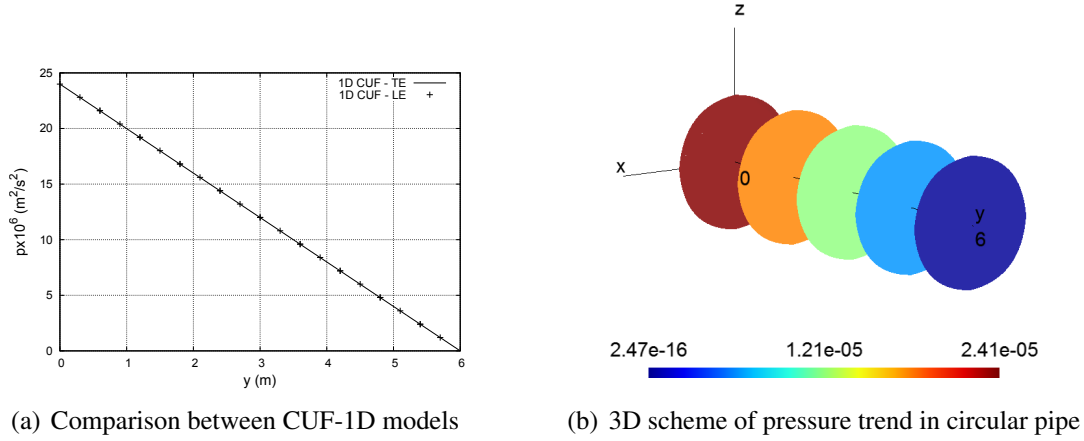 25
20
15
10
5
0
0 1 2 3 4 5 6
px10⁶ (m²/s²)
y (m)
1D CUF - TE
1D CUF - LE
(a) Comparison between CUF-1D models
z
x
0
y
6
2.47e-16 1.21e-05 2.41e-05
(b) 3D scheme of pressure trend in circular pipe